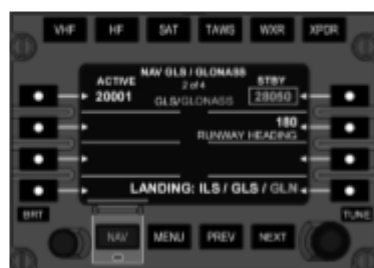 VHF HF SAT TAWS WXR XPDR
NAV GLS / GLONASS
ACTIVE 2 of 4 STBY
20001 GLS/GLONASS 28050
180
RUNWAY HEADING
LANDING: ILS / GLS / GLN
BRT TUNE
NAV MENU PREV NEXT